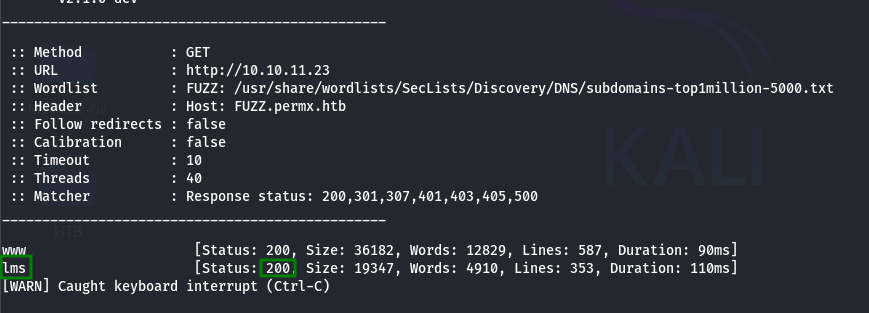 v2.1.0-dev
________________________________________________
:: Method           : GET
:: URL              : http://10.10.11.23
:: Wordlist         : FUZZ: /usr/share/wordlists/SecLists/Discovery/DNS/subdomains-top1million-5000.txt
:: Header           : Host: FUZZ.permx.htb
:: Follow redirects : false
:: Calibration      : false
:: Timeout          : 10
:: Threads          : 40
:: Matcher          : Response status: 200,301,307,401,403,405,500
________________________________________________
KALI
HTB
www                     [Status: 200, Size: 36182, Words: 12829, Lines: 587, Duration: 90ms]
lms                     [Status: 200, Size: 19347, Words: 4910, Lines: 353, Duration: 110ms]
[WARN] Caught keyboard interrupt (Ctrl-C)